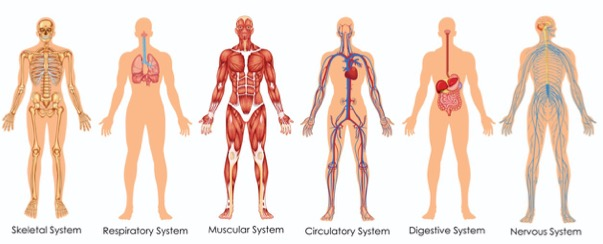 Skeletal System
Respiratory System
Muscular System
Circulatory System
Digestive System
Nervous System